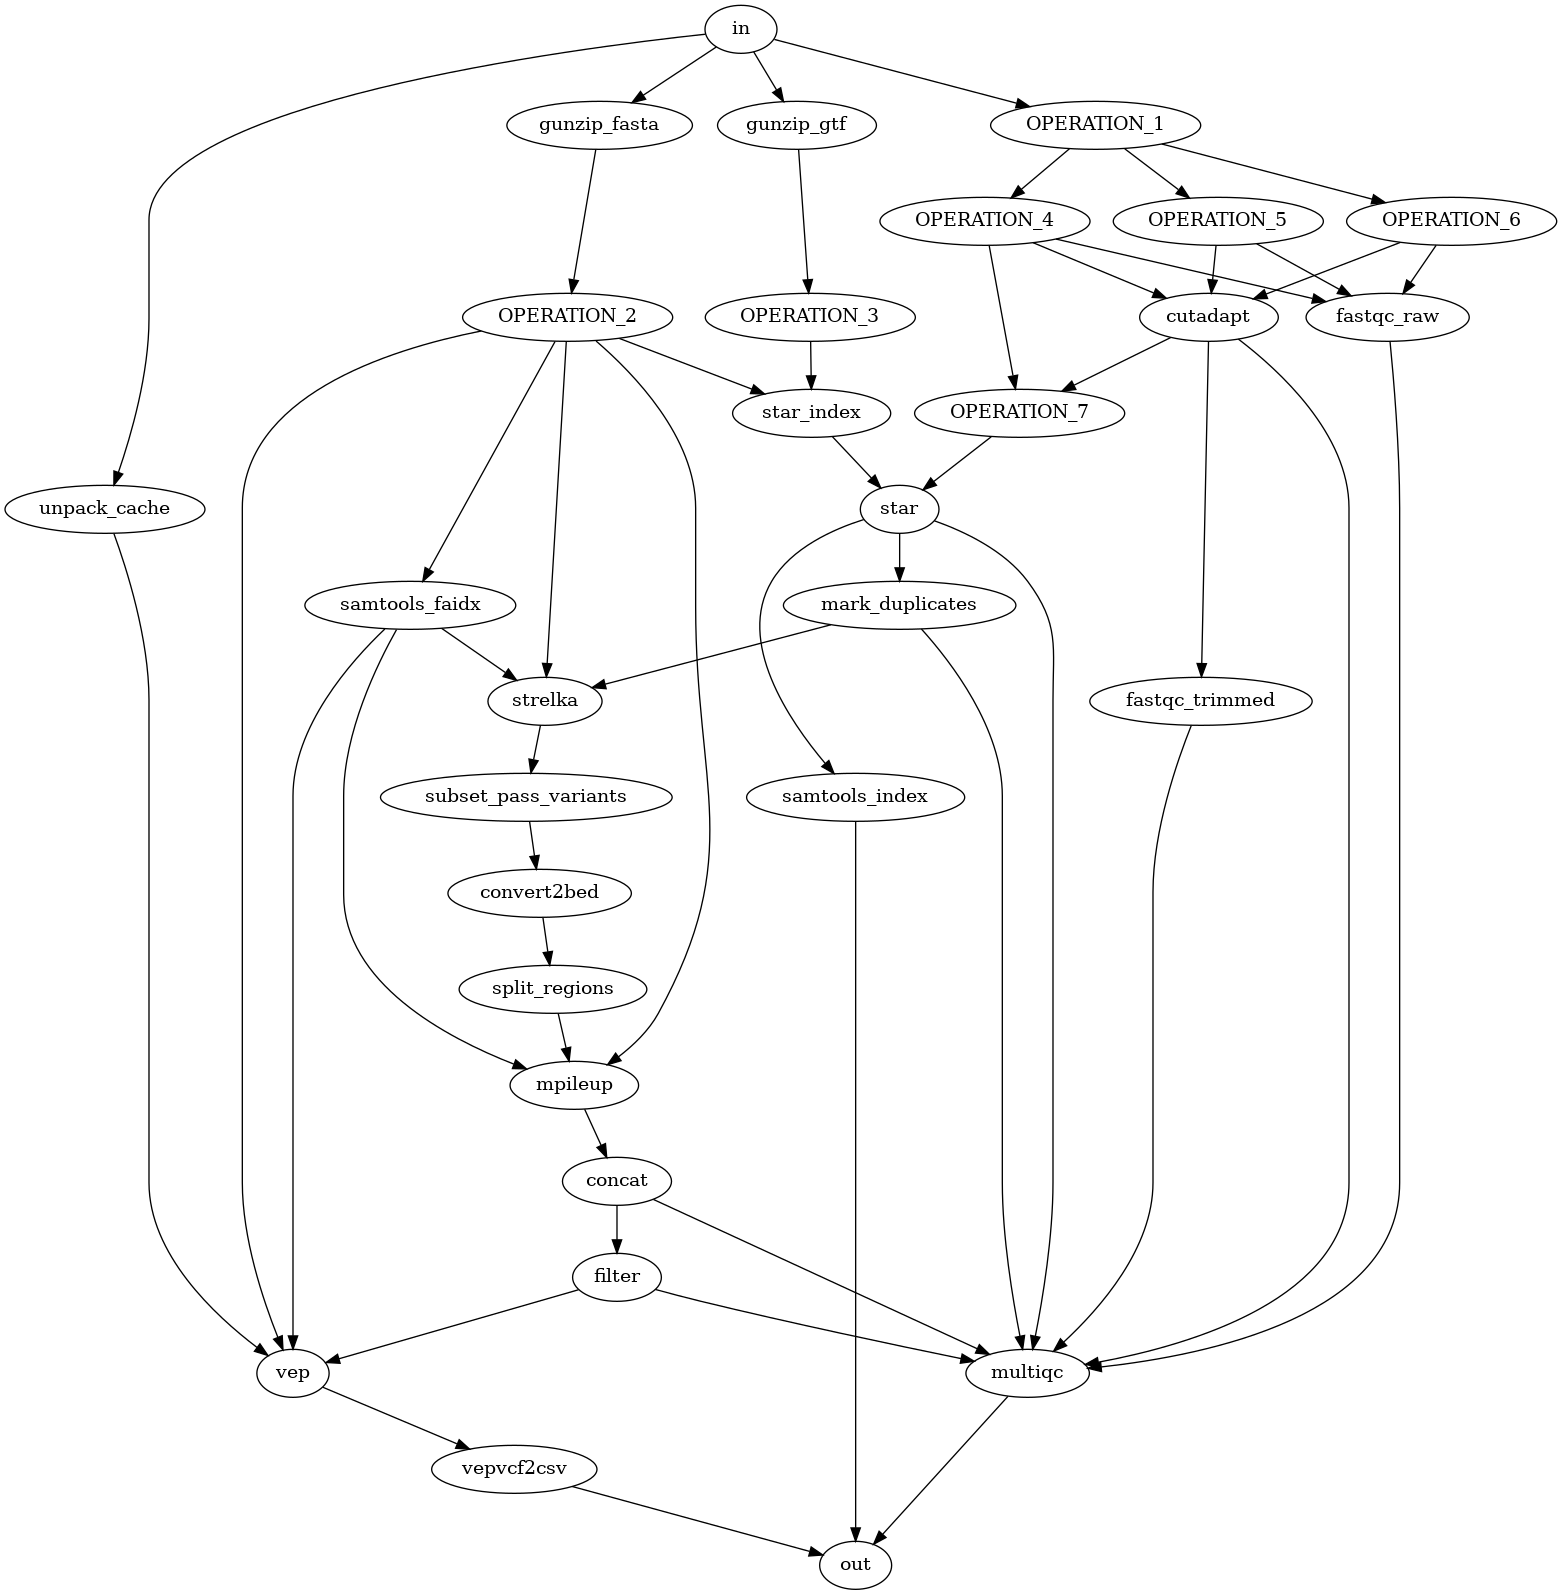 in
gunzip_fasta
gunzip_gtf
OPERATION_1
OPERATION_4
OPERATION_5
OPERATION_6
OPERATION_2
OPERATION_3
cutadapt
fastqc_raw
star_index
OPERATION_7
unpack_cache
star
samtools_faidx
mark_duplicates
strelka
fastqc_trimmed
subset_pass_variants
samtools_index
convert2bed
split_regions
mpileup
concat
filter
vep
multiqc
vepvcf2csv
out